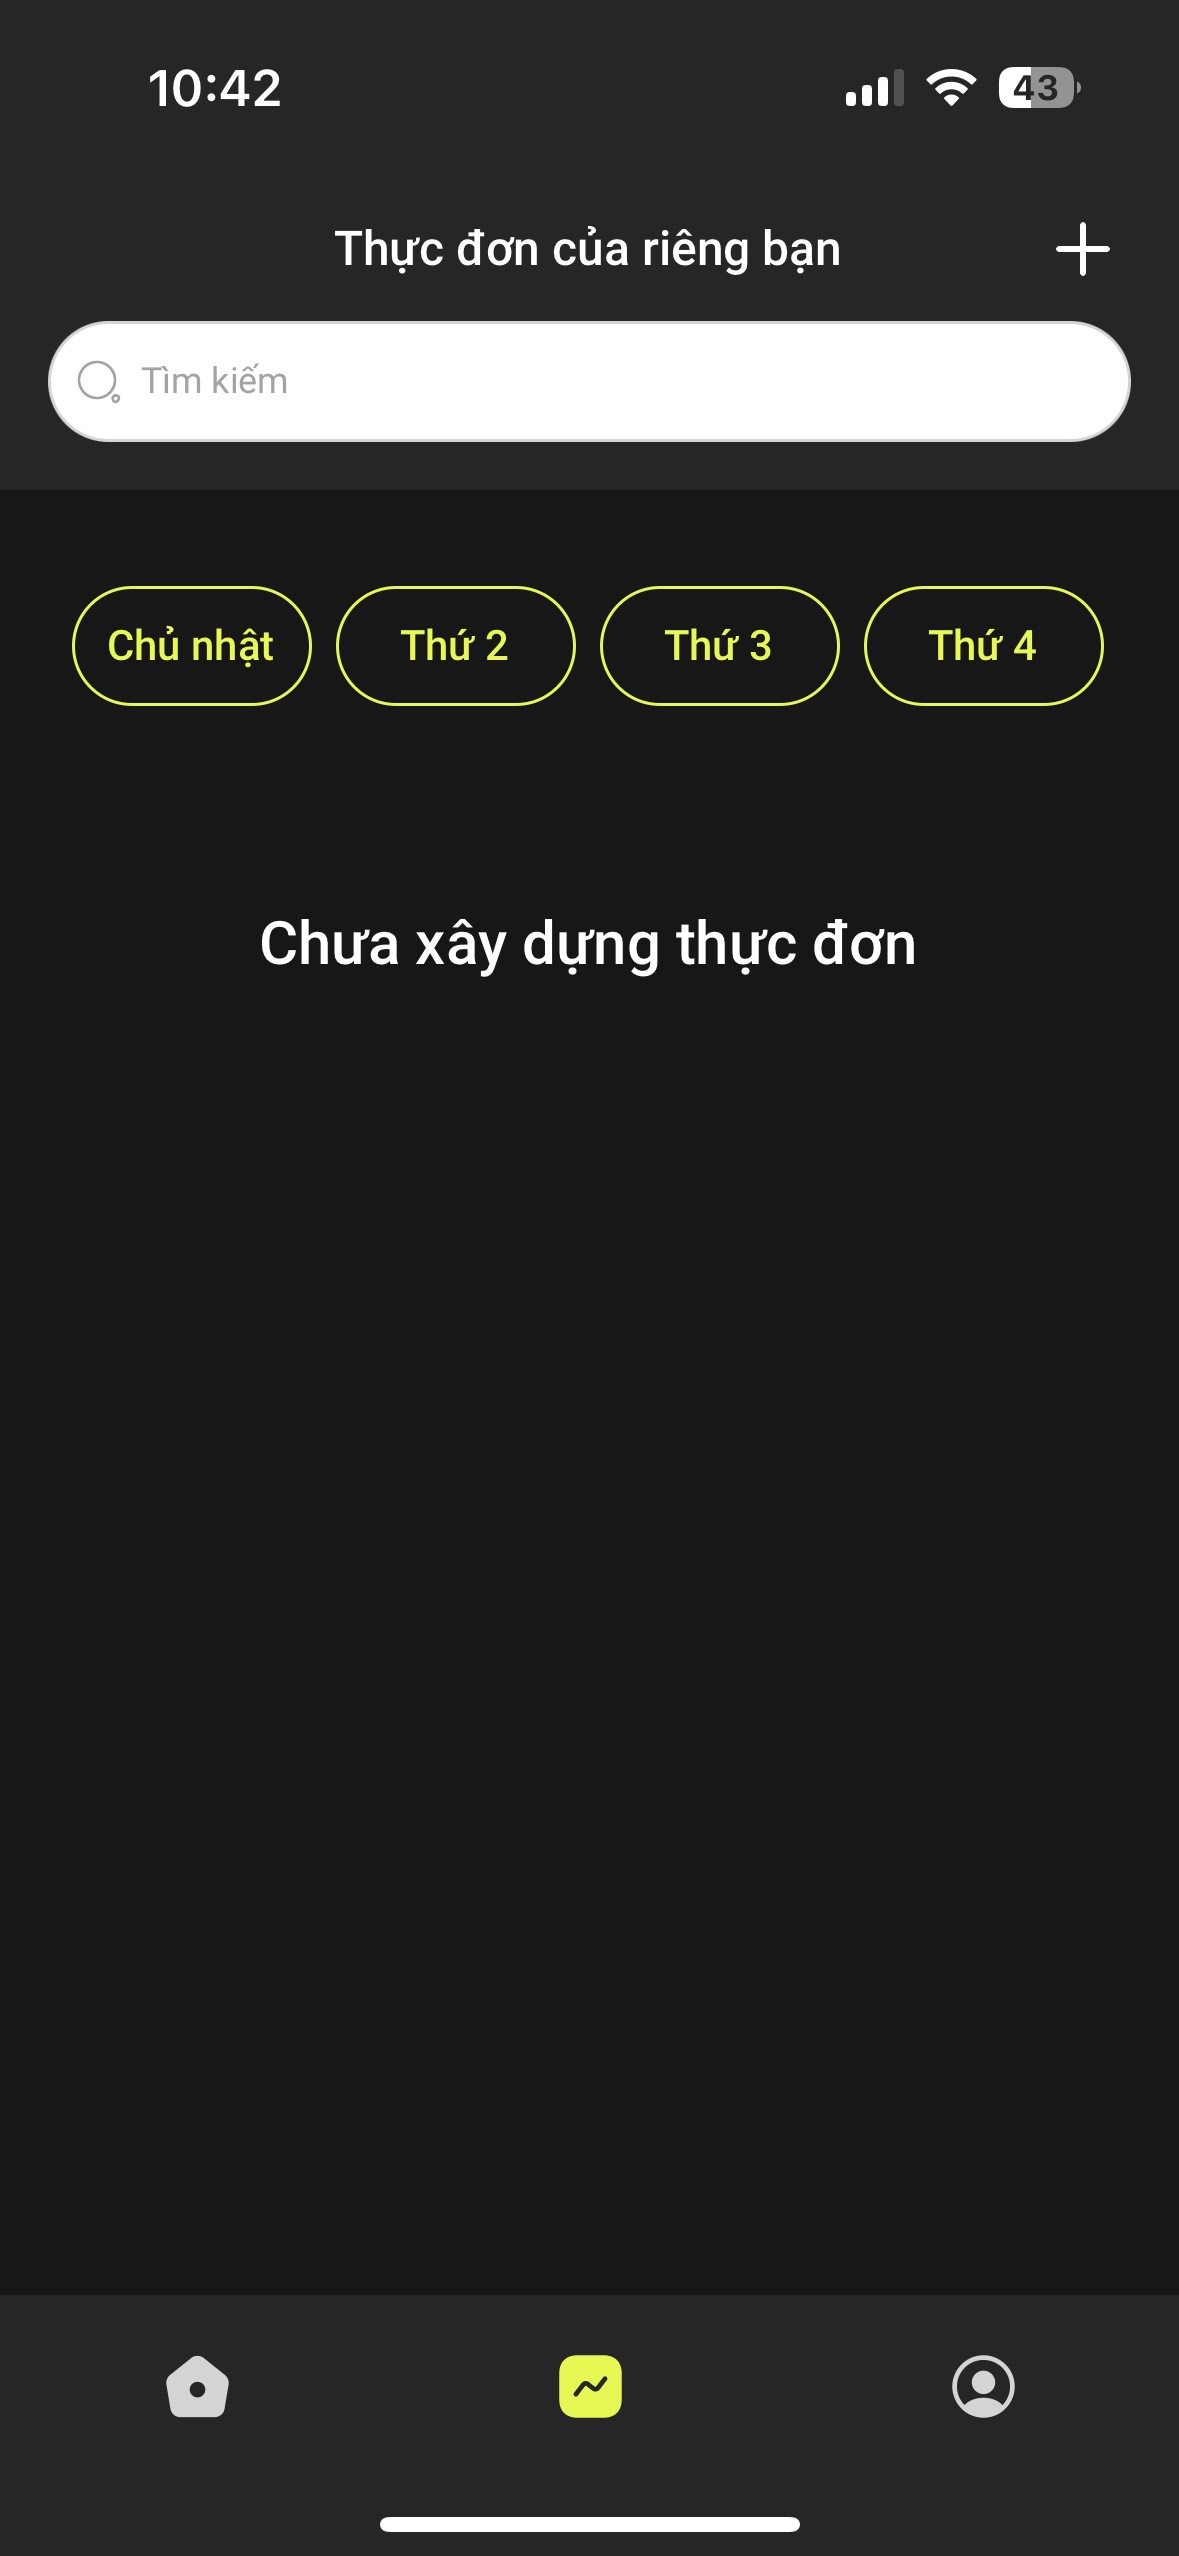 10:42
43
Thực đơn của riêng bạn
Tìm kiếm
Chủ nhật
Thứ 2
Thứ 3
Thứ 4
Chưa xây dựng thực đơn